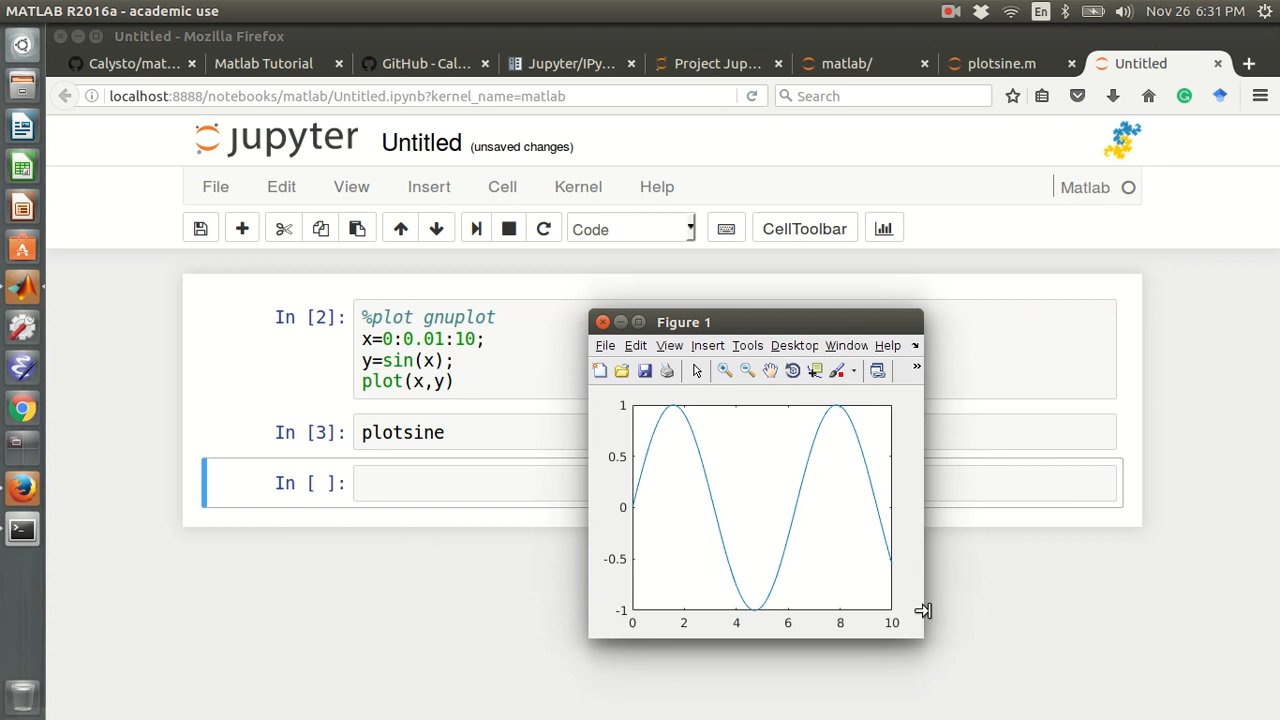 MATLAB R2016a - academic use
En
Nov 26 6:31 PM
Untitled - Mozilla Firefox
Calysto/mat...
Matlab Tutorial
GitHub - Cal...
Jupyter/IPy...
Project Jup...
matlab/
plotsine.m
Untitled
localhost:8888/notebooks/matlab/Untitled.ipynb?kernel_name=matlab
Search
jupyter
Untitled (unsaved changes)
File Edit View Insert Cell Kernel Help
Matlab
Code
CellToolbar
In [2]: %plot gnuplot
x=0:0.01:10;
y=sin(x);
plot(x,y)
In [3]: plotsine
In [ ]:
Figure 1
File Edit View Insert Tools Desktop Window Help
1
0.5
0
-0.5
-1
0 2 4 6 8 10